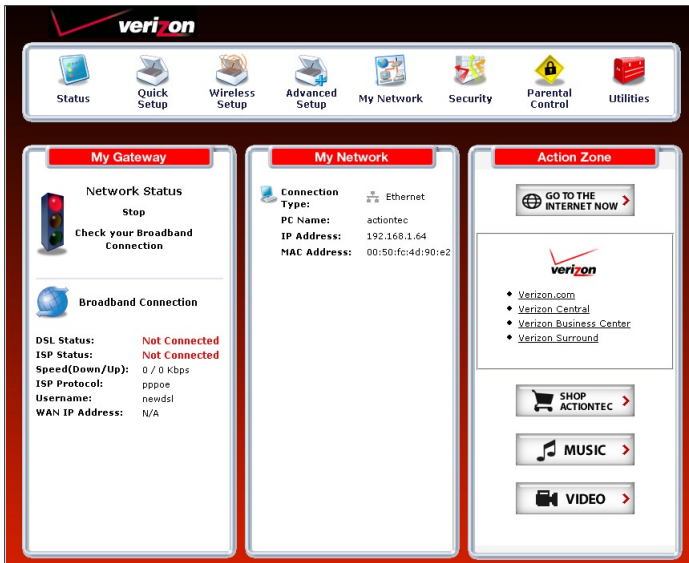 verizon
Status
Quick Setup
Wireless Setup
Advanced Setup
My Network
Security
Parental Control
Utilities
My Gateway
Network Status
Stop
Check your Broadband
Connection
Broadband Connection
DSL Status: Not Connected
ISP Status: Not Connected
Speed(Down/Up): 0 / 0 Kbps
ISP Protocol: pppoe
Username: newdsl
WAN IP Address: N/A
My Network
Connection
Type: Ethernet
PC Name: actiontec
IP Address: 192.168.1.64
MAC Address: 00:50:fc:4d:90:e2
Action Zone
GO TO THE
INTERNET NOW
verizon
Verizon.com
Verizon Central
Verizon Business Center
Verizon Surround
SHOP
ACTIONTEC
MUSIC
VIDEO